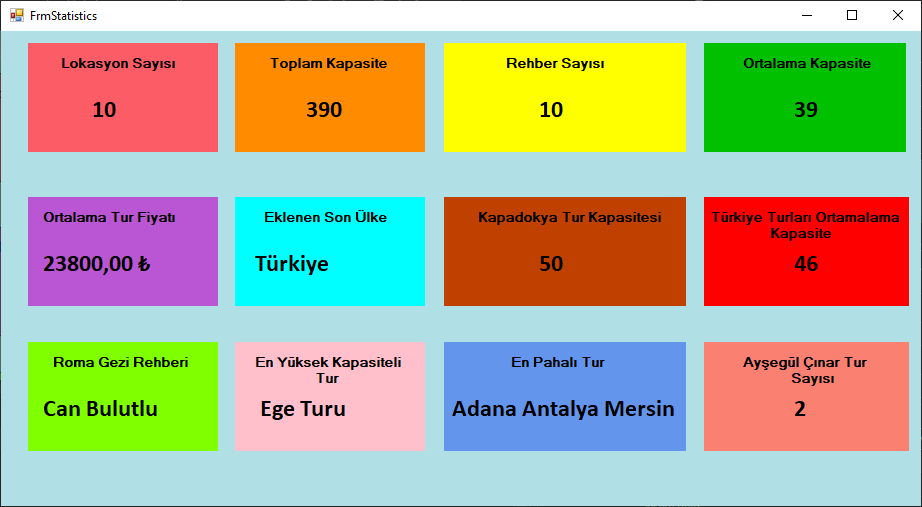 FrmStatistics
Lokasyon Sayısı
10
Toplam Kapasite
390
Rehber Sayısı
10
Ortalama Kapasite
39
Ortalama Tur Fiyatı
23800,00 ₺
Eklenen Son Ülke
Türkiye
Kapadokya Tur Kapasitesi
50
Türkiye Turları Ortamalama
Kapasite
46
Roma Gezi Rehberi
Can Bulutlu
En Yüksek Kapasiteli
Tur
Ege Turu
En Pahalı Tur
Adana Antalya Mersin
Ayşegül Çınar Tur
Sayısı
2